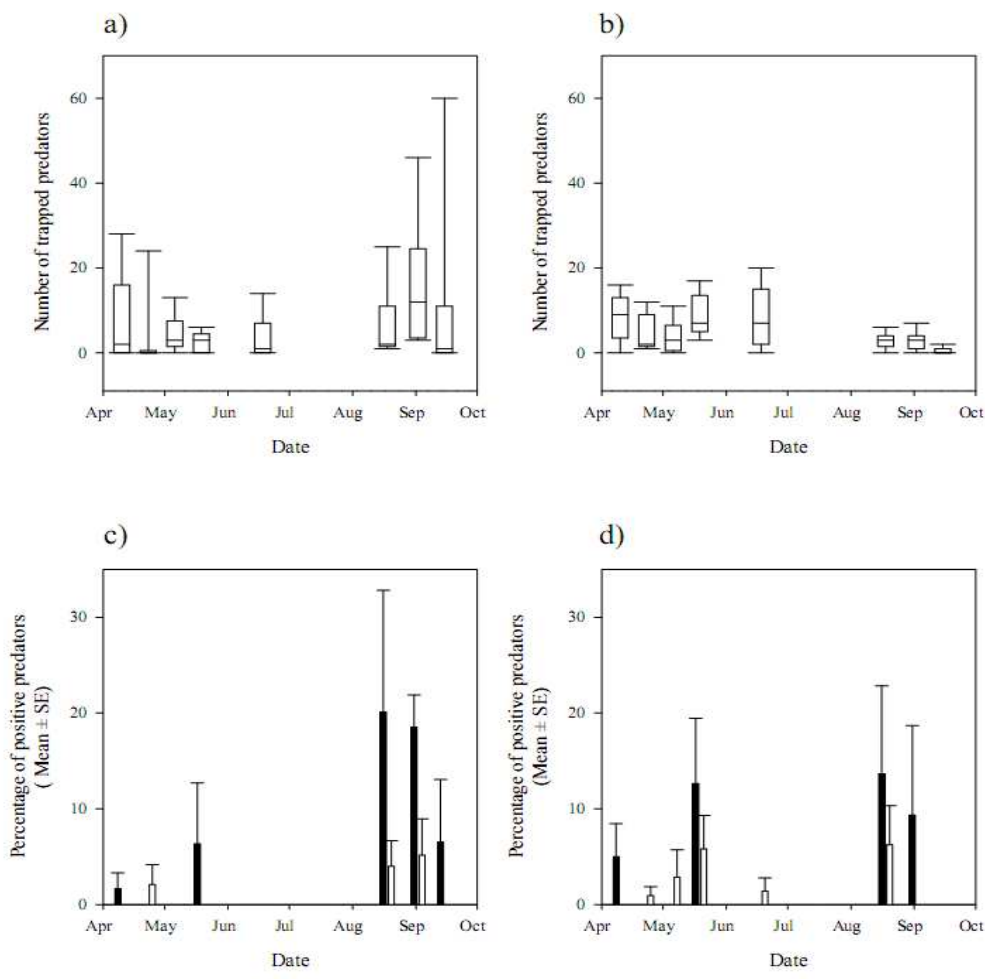 a)
Number of trapped predators
60
40
20
0
Apr May Jun Jul Aug Sep Oct
Date
b)
Number of trapped predators
60
40
20
0
Apr May Jun Jul Aug Sep Oct
Date
c)
Percentage of positive predators
( Mean ± SE)
30
20
10
0
Apr May Jun Jul Aug Sep Oct
Date
d)
Percentage of positive predators
(Mean ± SE)
30
20
10
0
Apr May Jun Jul Aug Sep Oct
Date